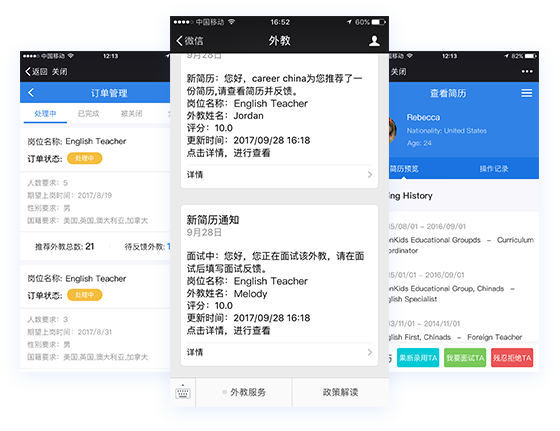 中国移动 12:13
返回 关闭
订单管理
处理中 已完成 被关闭
岗位名称: English Teacher
订单状态: 处理中
人数要求: 5
期望上岗时间: 2017/8/19
性别要求: 男
国籍要求: 美国,英国,澳大利亚,加拿大
推荐外教总数: 21 待反馈外教:
岗位名称: English Teacher
订单状态: 处理中
人数要求: 3
期望上岗时间: 2017/8/31
性别要求: 男
国籍要求: 美国,英国,澳大利亚,加拿大
中国移动 16:52 60%
微信 外教
9月28日
新简历: 您好，career china为您推荐了一
份简历,请查看简历并反馈。
岗位名称: English Teacher
外教姓名: Jordan
评分: 10.0
更新时间: 2017/09/28 16:18
点击详情，进行查看
详情
新简历通知
9月28日
面试中: 您好，您正在面试该外教，请在面
试后填写面试反馈。
岗位名称: English Teacher
外教姓名: Melody
评分: 10.0
更新时间: 2017/09/28 16:18
点击详情，进行查看
详情
外教服务 政策解读
中国移动 12:13 82%
关闭
查看简历
Rebecca
Nationality: United States
Age: 24
简历预览 操作记录
History
/08/01 - 2016/09/01
Kids Educational Groupds - Curriculum
/01/01 - 2016/09/01
Kids Educational Group, Chinads -
English Specialist
/11/01 - 2014/11/01
English First, Chinads - Foreign Teacher
果断录用TA 我要面试TA 残忍拒绝TA